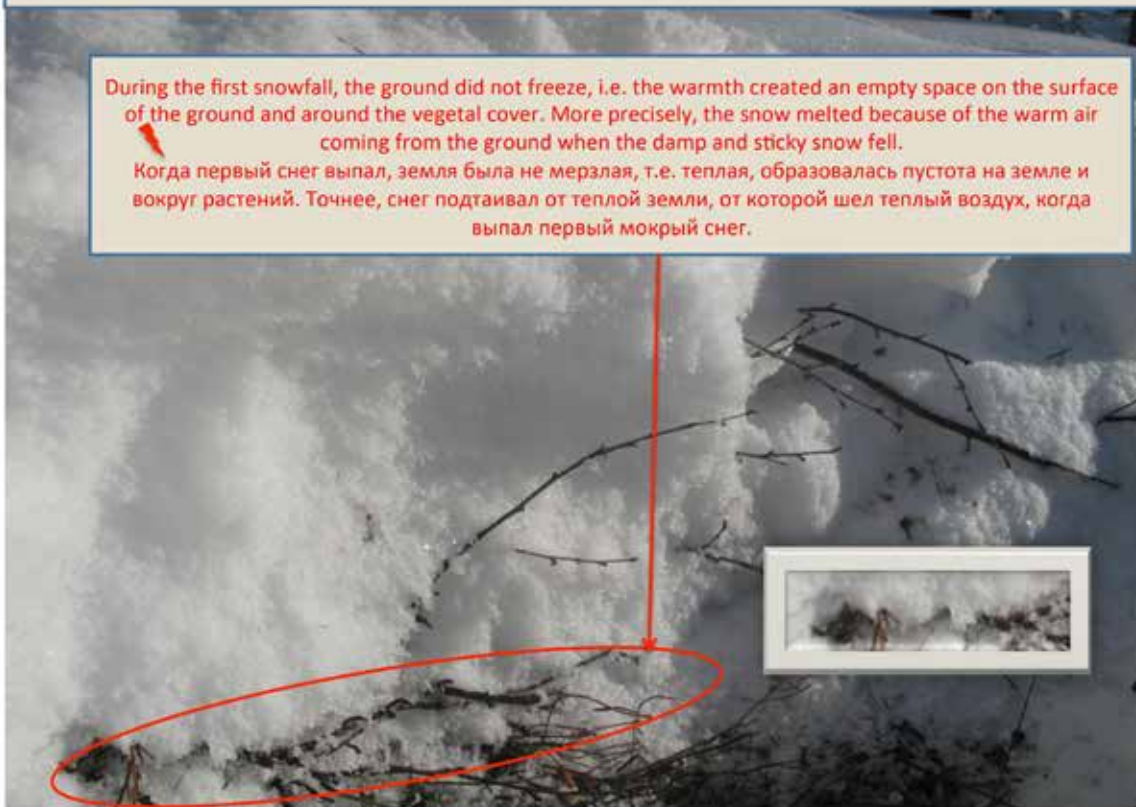 During the first snowfall, the ground did not freeze, i.e. the warmth created an empty space on the surface
of the ground and around the vegetal cover. More precisely, the snow melted because of the warm air
coming from the ground when the damp and sticky snow fell.
Когда первый снег выпал, земля была не мерзлая, т.е. теплая, образовалась пустота на земле и
вокруг растений. Точнее, снег подтаивал от теплой земли, от которой шел теплый воздух, когда
выпал первый мокрый снег.